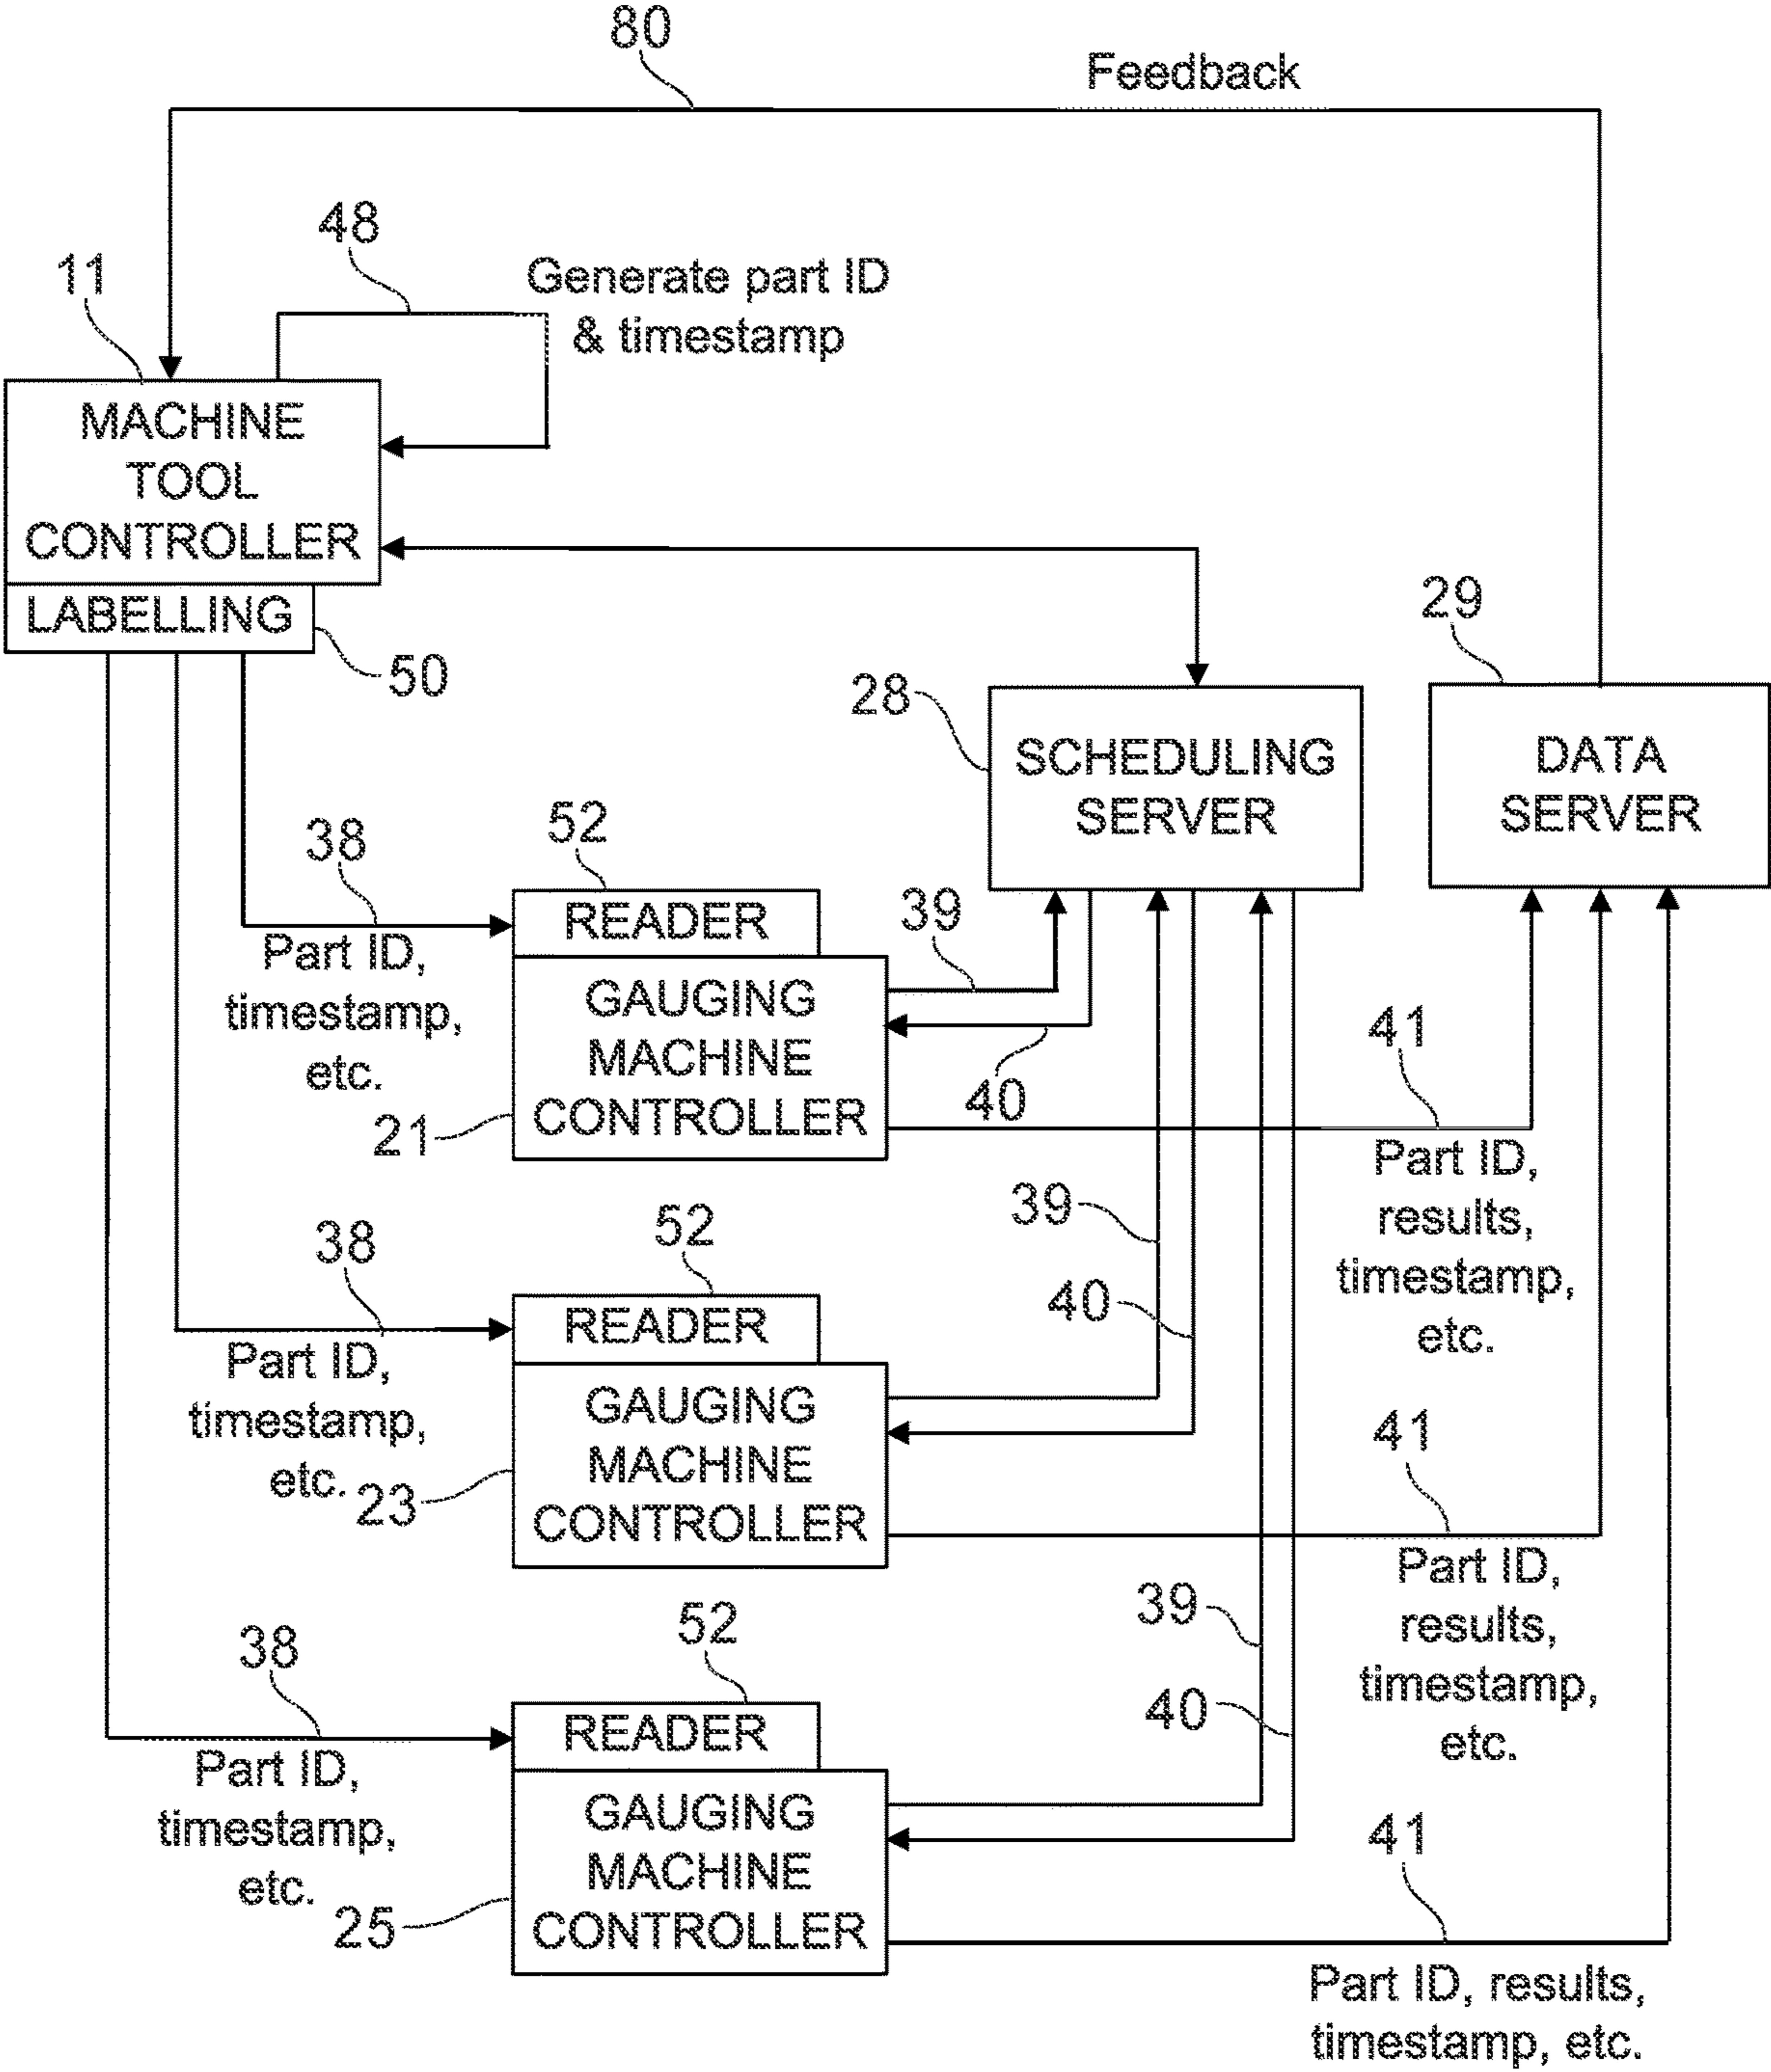 80
Feedback
48
Generate part ID
& timestamp
11
MACHINE
TOOL
CONTROLLER
LABELLING
50
28
SCHEDULING
SERVER
29
DATA
SERVER
38
Part ID,
timestamp,
etc.
52
READER
GAUGING
MACHINE
CONTROLLER
21
39
40
41
Part ID,
results,
timestamp,
etc.
38
Part ID,
timestamp,
etc.
52
READER
GAUGING
MACHINE
CONTROLLER
23
39
40
41
Part ID,
results,
timestamp,
etc.
38
Part ID,
timestamp,
etc.
52
READER
GAUGING
MACHINE
CONTROLLER
25
39
40
41
Part ID, results,
timestamp, etc.